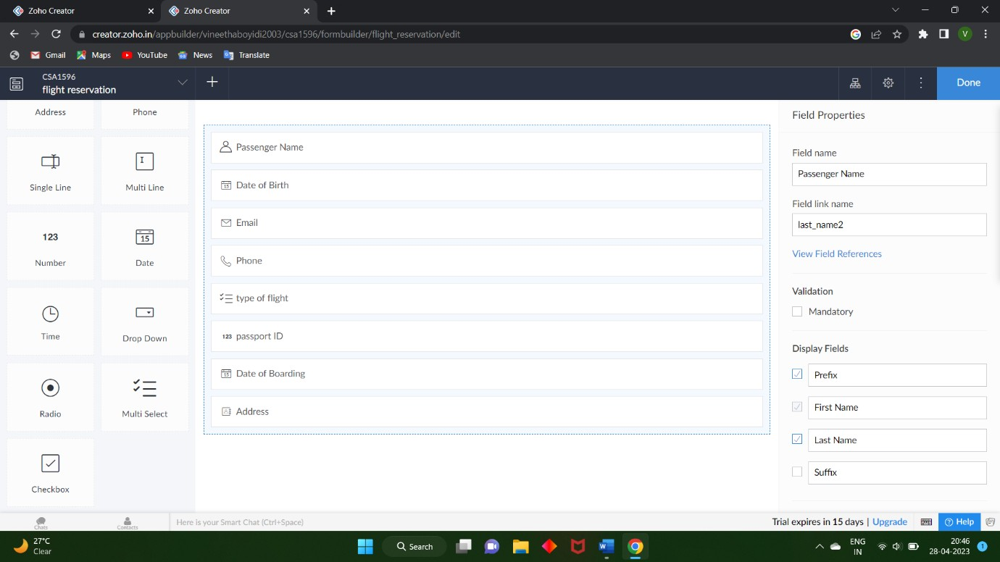 Zoho Creator
Zoho Creator
creator.zoho.in/appbuilder/vineethaboyidi2003/csa1596/formbuilder/flight_reservation/edit
V
Gmail
Maps
YouTube
News
Translate
CSA1596
flight reservation
Done
Address
Phone
Single Line
Multi Line
123
Number
15
Date
Time
Drop Down
Radio
Multi Select
Checkbox
Passenger Name
15 Date of Birth
Email
Phone
type of flight
123 passport ID
15 Date of Boarding
Address
Field Properties
Field name
Passenger Name
Field link name
last_name2
View Field References
Validation
Mandatory
Display Fields
Prefix
First Name
Last Name
Suffix
Chats
Contacts
Here is your Smart Chat (Ctrl+Space)
Trial expires in 15 days | Upgrade
Help
27°C
Clear
Search
ENG
IN
20:46
28-04-2023
1